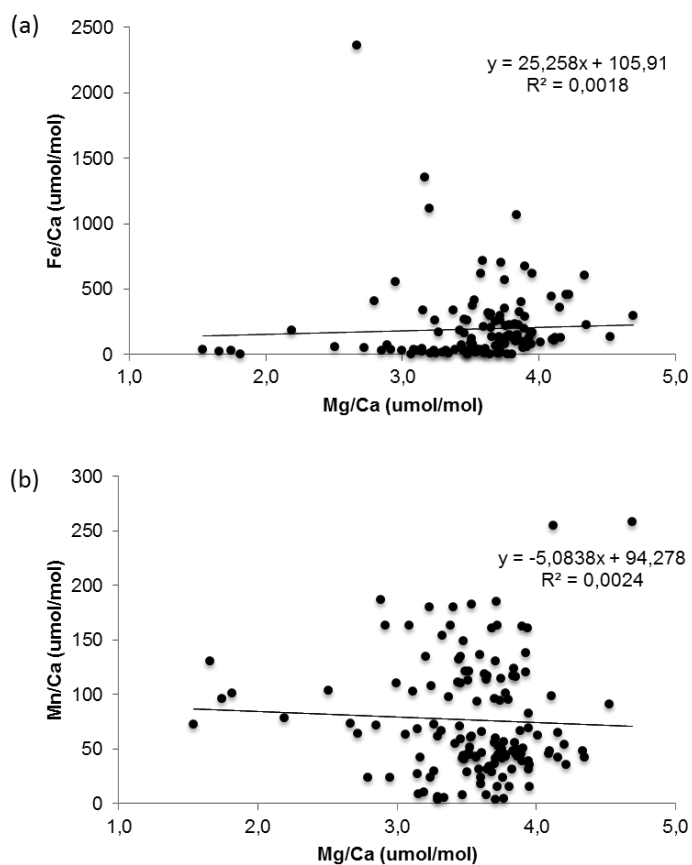 (a)
2500
2000
1500
1000
500
0
Fe/Ca (umol/mol)
y = 25,258x + 105,91
R² = 0,0018
1,0 2,0 3,0 4,0 5,0
Mg/Ca (umol/mol)
(b)
300
250
200
150
100
50
0
Mn/Ca (umol/mol)
y = -5,0838x + 94,278
R² = 0,0024
1,0 2,0 3,0 4,0 5,0
Mg/Ca (umol/mol)